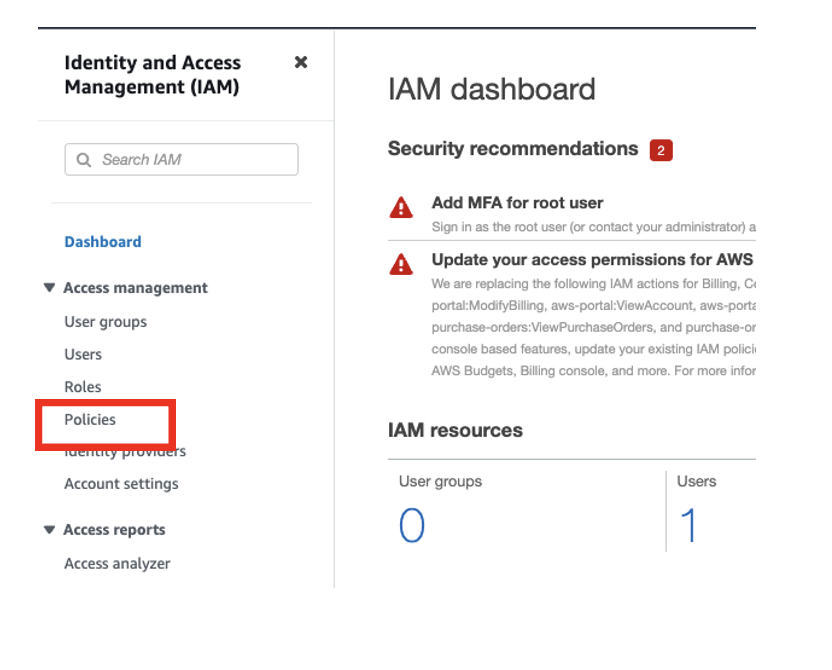 Identity and Access
Management (IAM)
Search IAM
Dashboard
Access management
User groups
Users
Roles
Policies
Identity providers
Account settings
Access reports
Access analyzer
IAM dashboard
Security recommendations 2
Add MFA for root user
Sign in as the root user (or contact your administrator) a
Update your access permissions for AWS
We are replacing the following IAM actions for Billing, Co
portal:ModifyBilling, aws-portal:ViewAccount, aws-porta
purchase-orders:ViewPurchaseOrders, and purchase-or
console based features, update your existing IAM polici
AWS Budgets, Billing console, and more. For more infor
IAM resources
User groups
0
Users
1